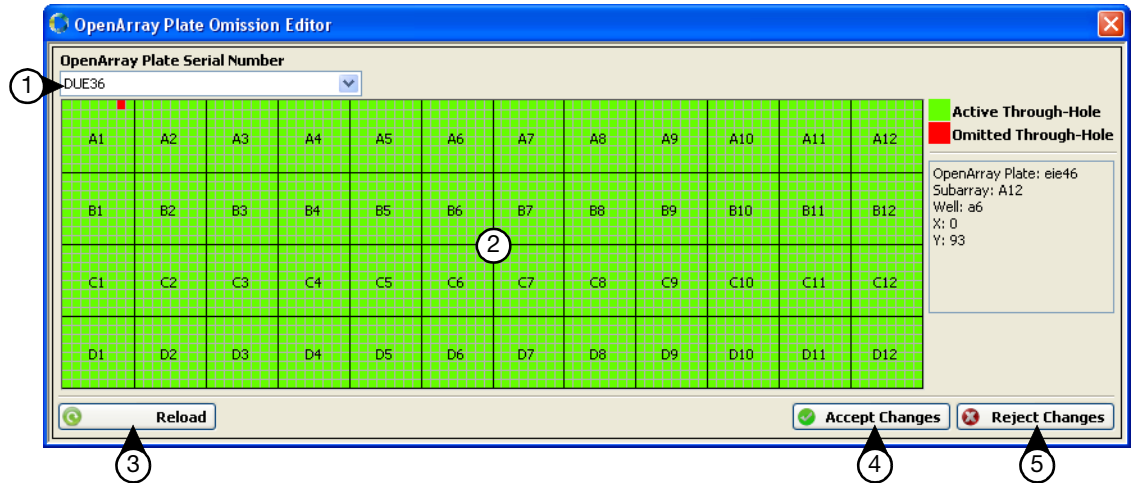 OpenArray Plate Omission Editor
OpenArray Plate Serial Number
1
DUE36
Active Through-Hole
Omitted Through-Hole
A1 A2 A3 A4 A5 A6 A7 A8 A9 A10 A11 A12
OpenArray Plate: eie46
Subarray: A12
Well: a6
X: 0
Y: 93
B1 B2 B3 B4 B5 B6 B7 B8 B9 B10 B11 B12
2
C1 C2 C3 C4 C5 C6 C7 C8 C9 C10 C11 C12
D1 D2 D3 D4 D5 D6 D7 D8 D9 D10 D11 D12
Reload Accept Changes Reject Changes
3 4 5